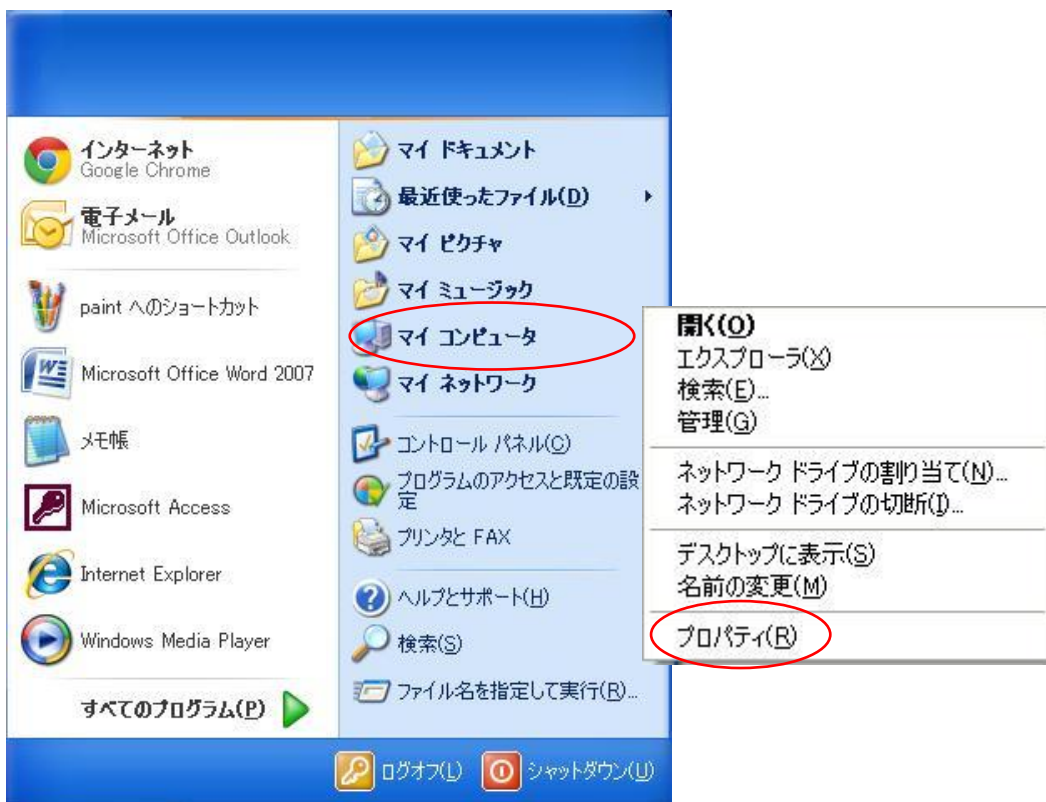 インターネット
Google Chrome
電子メール
Microsoft Office Outlook
paint へのショートカット
Microsoft Office Word 2007
メモ帳
Microsoft Access
Internet Explorer
Windows Media Player
すべてのプログラム(P)
マイ ドキュメント
最近使ったファイル(D)
マイ ピクチャ
マイ ミュージック
マイ コンピュータ
マイ ネットワーク
コントロール パネル(C)
プログラムのアクセスと既定の設
定
プリンタと FAX
ヘルプとサポート(H)
検索(S)
ファイル名を指定して実行(R)...
ログオフ(L)
シャットダウン(U)
開く(O)
エクスプローラ(X)
検索(E)...
管理(G)
ネットワーク ドライブの割り当て(N)...
ネットワーク ドライブの切断(I)...
デスクトップに表示(S)
名前の変更(M)
プロパティ(R)